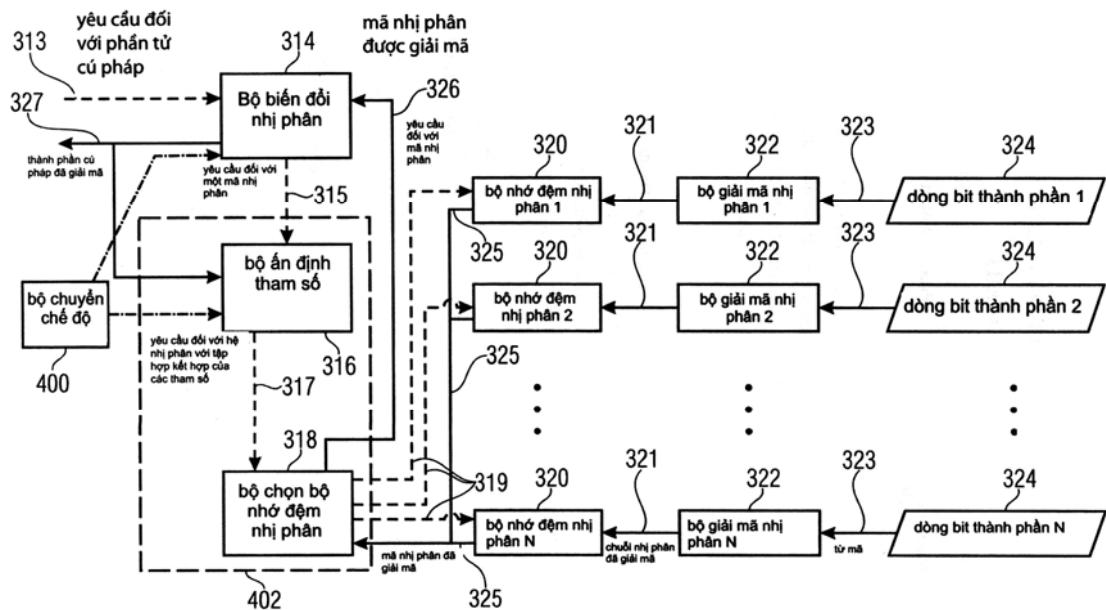 yêu cầu đối
với phần tử
cú pháp
mã nhị phân
được giải mã
313
314
327
326
Bộ biến đổi
nhị phân
yêu cầu
đối với
mã nhị
phân
thành phần cú
pháp đã giải mã
yêu cầu đối với
một mã nhị
phân
315
320
321
322
323
324
bộ nhớ đệm nhị
phân 1
bộ giải mã nhị
phân 1
dòng bit thành phần 1
325
320
321
322
323
324
bộ ấn định
tham số
bộ nhớ đệm
nhị phân 2
bộ giải mã nhị
phân 2
dòng bit thành phần 2
bộ chuyển
chế độ
400
yêu cầu đối với hệ
nhị phân với tập
hợp kết hợp của
các tham số
316
325
317
318
319
320
321
322
323
324
bộ chọn bộ
nhớ đệm
nhị phân
bộ nhớ đệm nhị
phân N
bộ giải mã nhị
phân N
dòng bit thành phần N
mã nhị phân đã
giải mã
chuỗi nhị phân
đã giải mã
từ mã
325
402